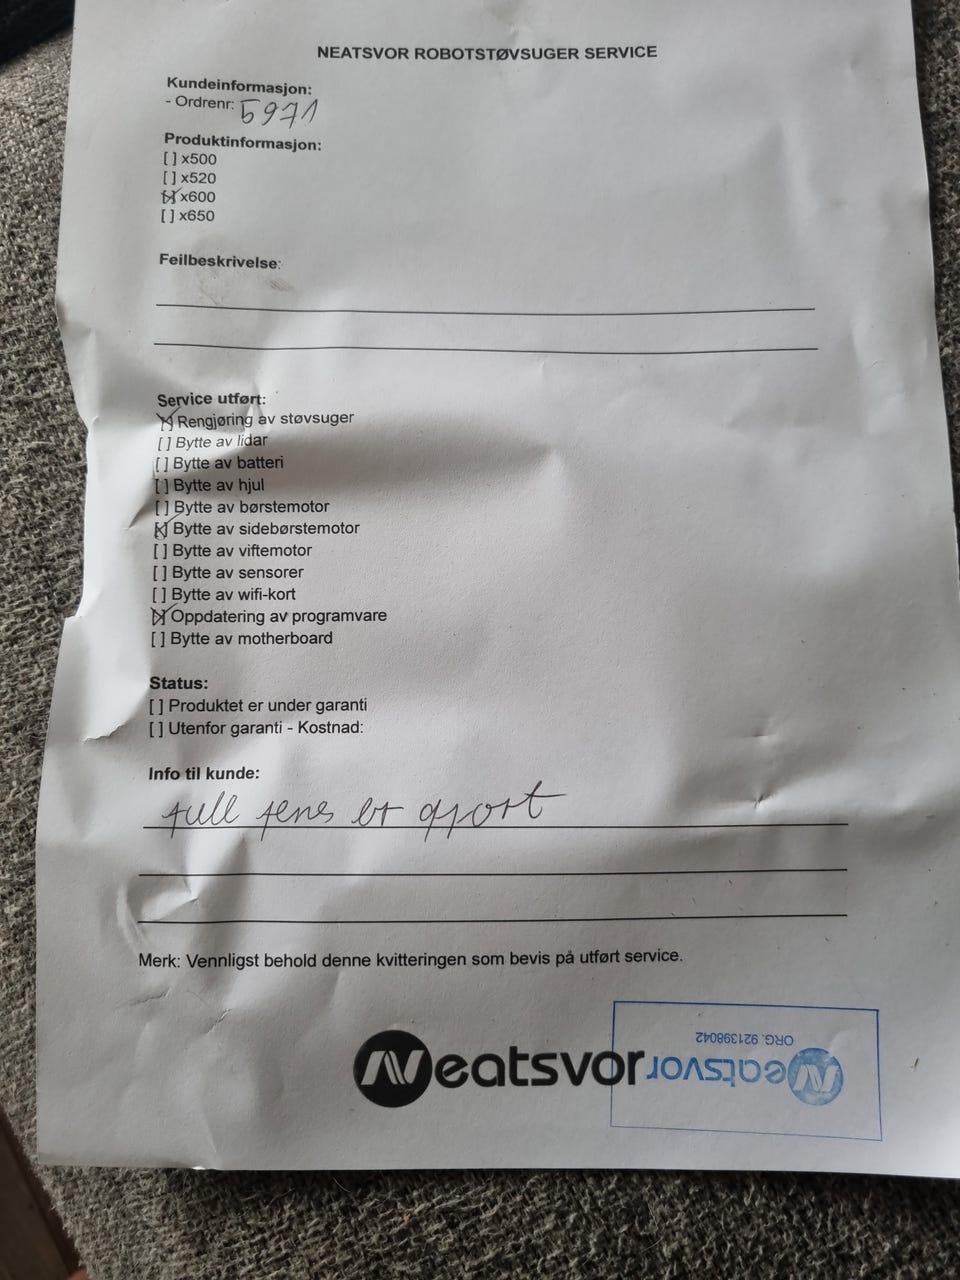 NEATSVOR ROBOTSTØVSUGER SERVICE
Kundeinformasjon:
- Ordrenr: 5971
Produktinformasjon:
[ ] x500
[ ] x520
[x] x600
[ ] x650
Feilbeskrivelse:
Service utført:
[x] Rengjøring av støvsuger
[ ] Bytte av lidar
[ ] Bytte av batteri
[ ] Bytte av hjul
[ ] Bytte av børstemotor
[x] Bytte av sidebørstemotor
[ ] Bytte av viftemotor
[ ] Bytte av sensorer
[ ] Bytte av wifi-kort
[x] Oppdatering av programvare
[ ] Bytte av motherboard
Status:
[ ] Produktet er under garanti
[ ] Utenfor garanti - Kostnad:
Info til kunde:
full rens er gjort
Merk: Vennligst behold denne kvitteringen som bevis på utført service.
Neatsvor
Neatsvor
ORG. 921398042